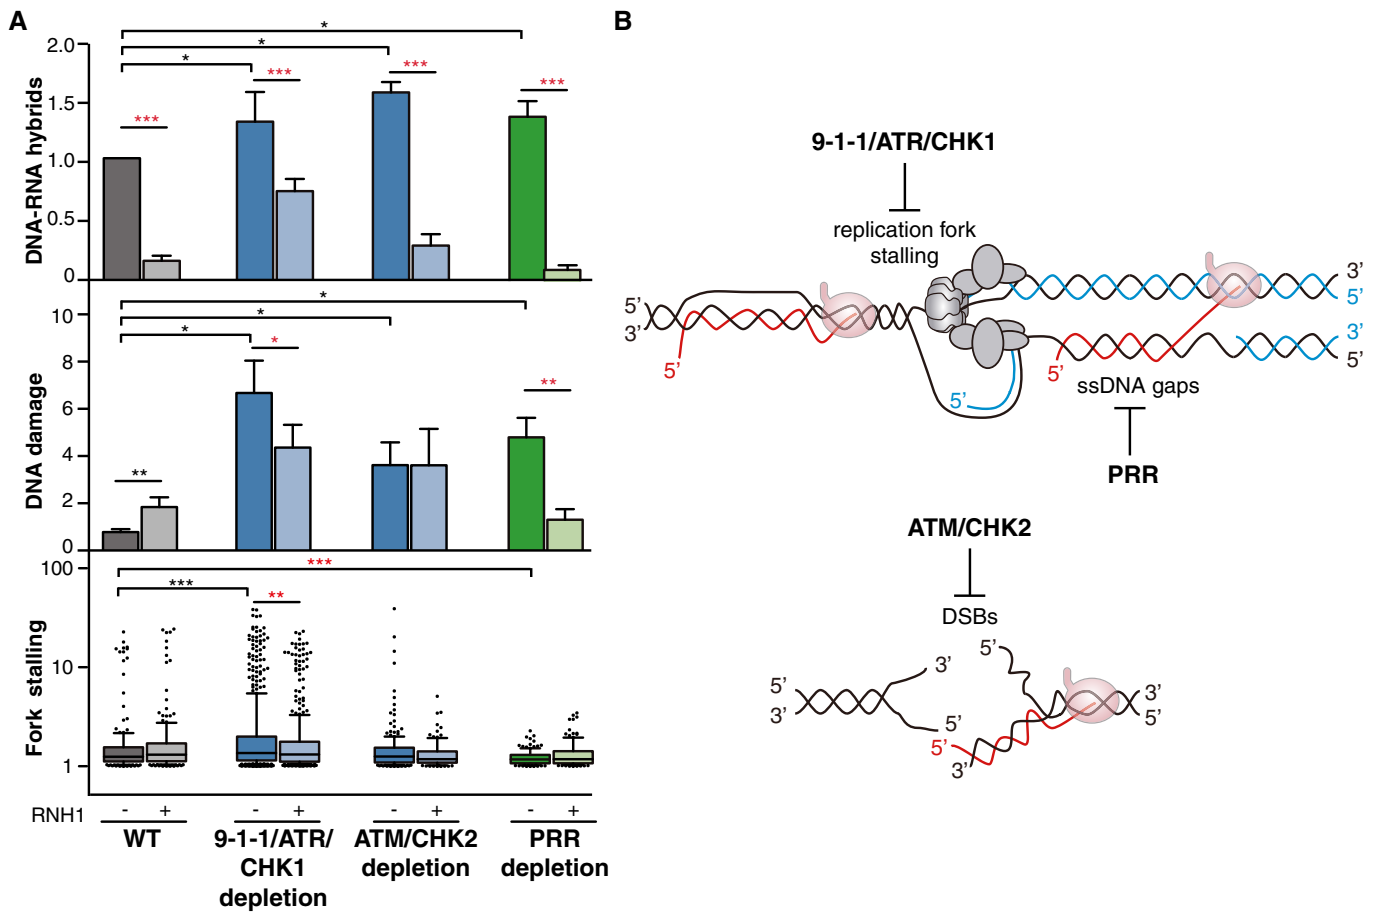 A
B
*
*
*
***
***
***
***
DNA-RNA hybrids
2.0
1.5
1.0
0.5
0
*
*
*
*
**
**
DNA damage
10
8
6
4
2
0
***
***
**
Fork stalling
100
10
1
RNH1
- + - + - + - +
WT
9-1-1/ATR/
CHK1
depletion
ATM/CHK2
depletion
PRR
depletion
9-1-1/ATR/CHK1
replication fork
stalling
5’
3’
5’
5’
5’
3’
5’
3’
5’
ssDNA gaps
PRR
ATM/CHK2
DSBs
5’
3’
3’
5’
5’
5’
3’
3’
5’